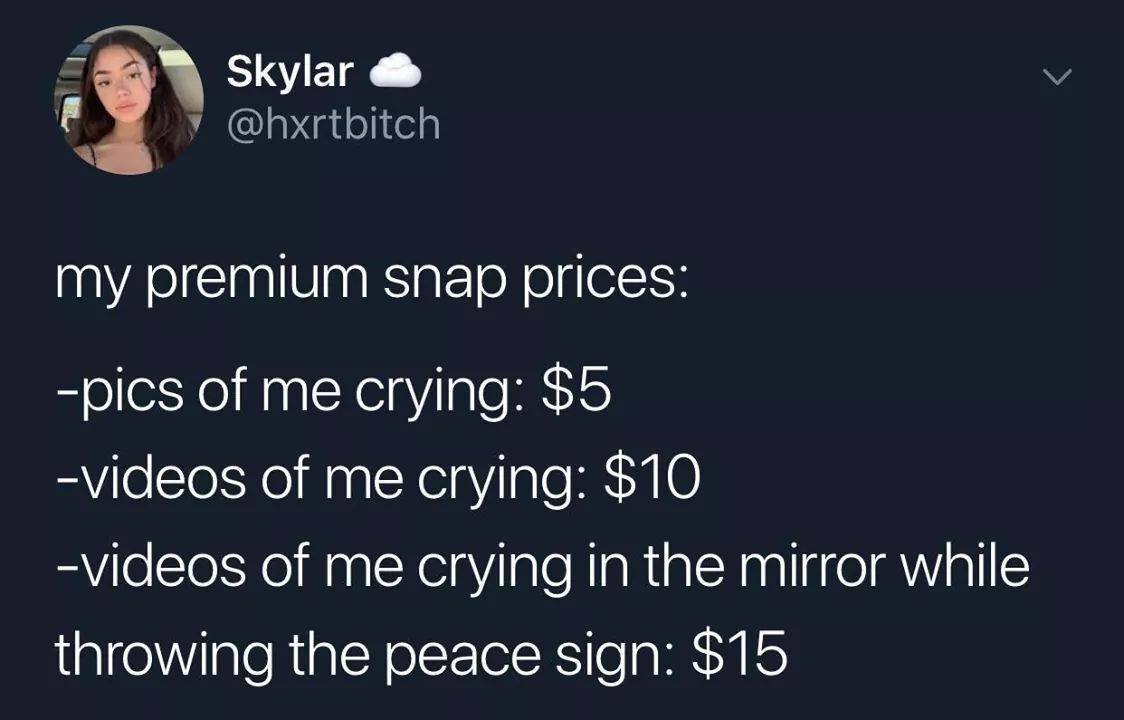 Skylar ☁️
@hxrtbitch
my premium snap prices:
-pics of me crying: $5
-videos of me crying: $10
-videos of me crying in the mirror while
throwing the peace sign: $15